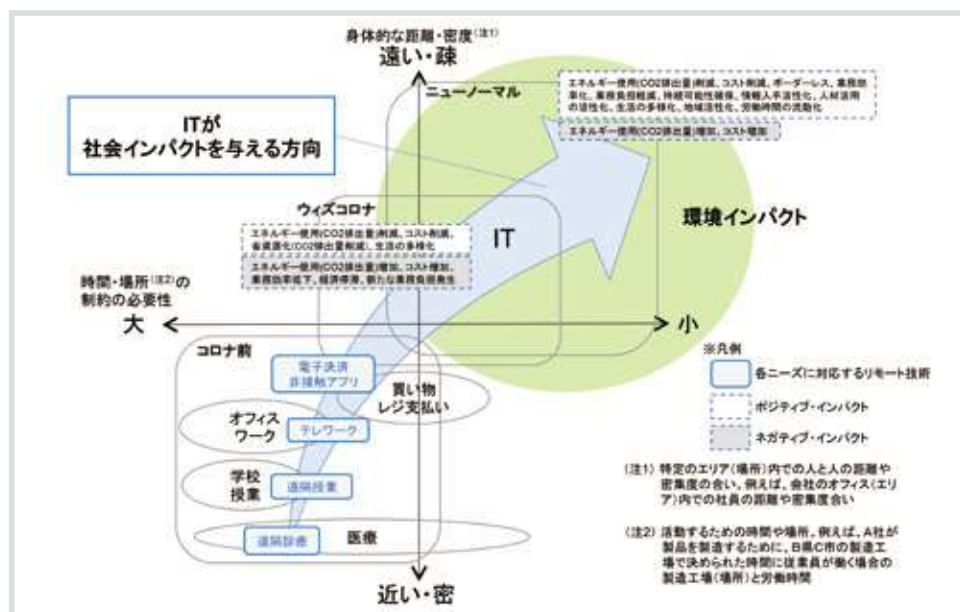 身体的な距離・密度(注1)
遠い・疎
ニューノーマル
エネルギー使用(CO2排出量)削減、コスト削減、ボーダーレス、業務効
率化、業務負担軽減、持続可能性確保、情報入手活性化、人材活用
の活性化、生活の多様化、地域活性化、労働時間の流動化
エネルギー使用(CO2排出量)増加、コスト増加
ITが
社会インパクトを与える方向
ウィズコロナ
エネルギー使用(CO2排出量)削減、コスト削減、
省資源化(CO2排出量削減)、生活の多様化
エネルギー使用(CO2排出量)増加、コスト増加、
業務効率低下、経済停滞、新たな業務負担発生
IT
環境インパクト
時間・場所(注2)の
制約の必要性
大
小
コロナ前
電子決済
非接触アプリ
買い物
レジ支払い
オフィス
ワーク
テレワーク
学校
授業
遠隔授業
遠隔診療
医療
近い・密
※凡例
各ニーズに対応するリモート技術
ポジティブ・インパクト
ネガティブ・インパクト
(注1) 特定のエリア(場所)内での人と人の距離や
密集度の合い。例えば、会社のオフィス(エリ
ア)内での社員の距離や密集度合い
(注2) 活動するための時間や場所。例えば、A社が
製品を製造するために、B県C市の製造工
場で決められた時間に従業員が働く場合の
製造工場(場所)と労働時間